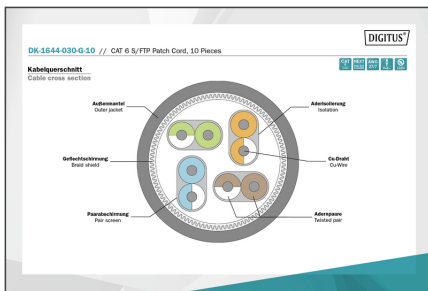 DIGITUS®
DK-1644-030-G-10 // CAT 6 S/FTP Patch Cord, 10 Pieces
Kabelquerschnitt
Cable cross section
Außenmantel
Outer jacket
Aderisolierung
Isolation
Geflechtschirmung
Braid shield
Cu-Draht
Cu-Wire
Paarabschirmung
Pair screen
Aderpaare
Twisted pair